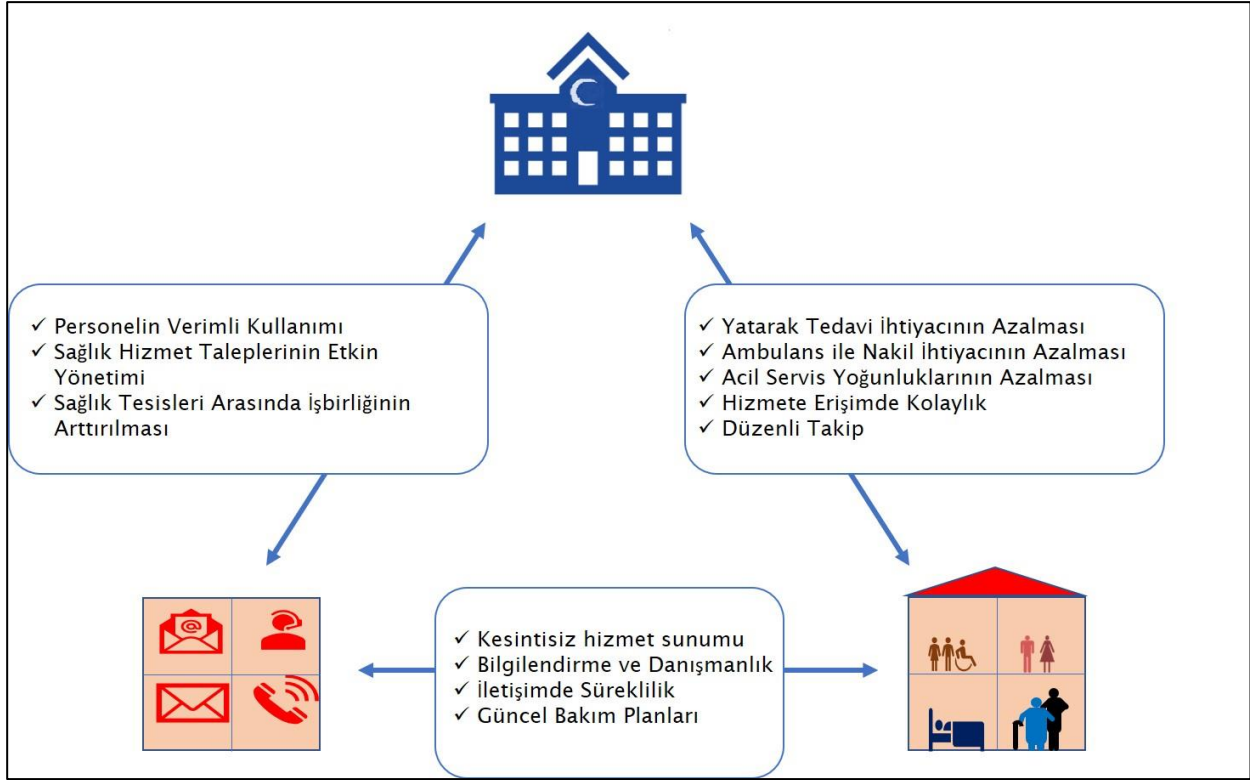 ✓ Personelin Verimli Kullanımı
✓ Sağlık Hizmet Taleplerinin Etkin
Yönetimi
✓ Sağlık Tesisleri Arasında İşbirliğinin
Arttırılması
✓ Yatarak Tedavi İhtiyacının Azalması
✓ Ambulans ile Nakil İhtiyacının Azalması
✓ Acil Servis Yoğunluklarının Azalması
✓ Hizmete Erişimde Kolaylık
✓ Düzenli Takip
@
✓ Kesintisiz hizmet sunumu
✓ Bilgilendirme ve Danışmanlık
✓ İletişimde Süreklilik
✓ Güncel Bakım Planları